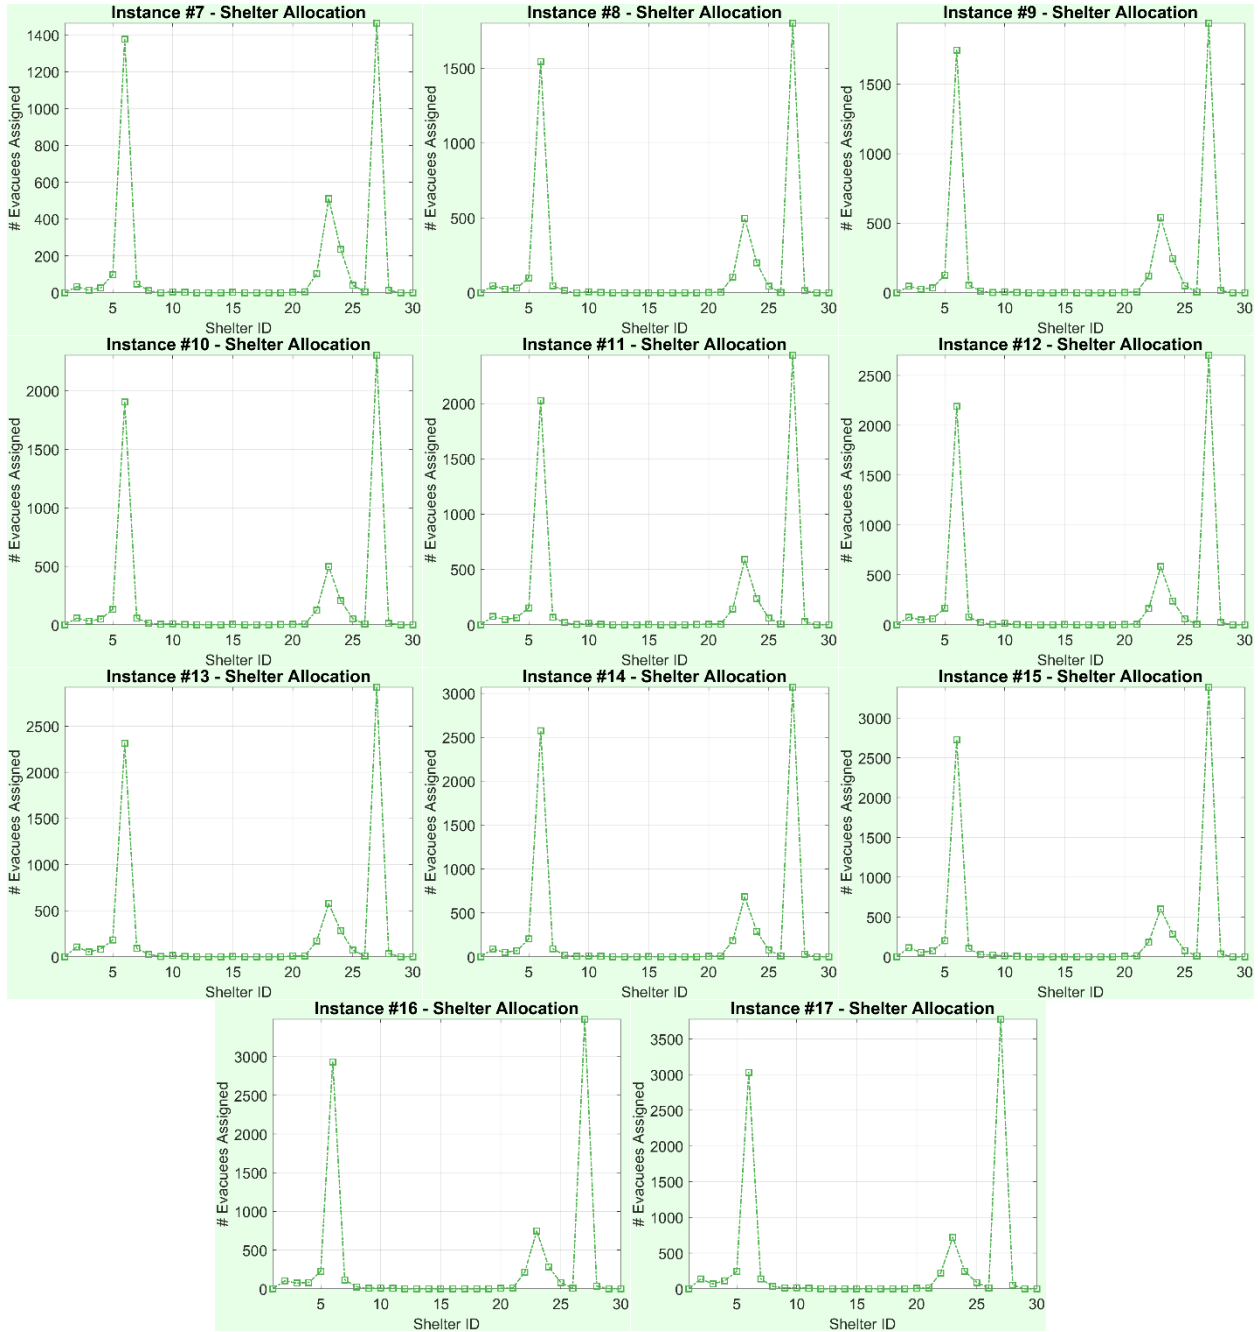 Instance #7 - Shelter Allocation
# Evacuees Assigned
1400
1200
1000
800
600
400
200
0
5 10 15 20 25 30
Shelter ID
Instance #8 - Shelter Allocation
# Evacuees Assigned
1500
1000
500
0
5 10 15 20 25 30
Shelter ID
Instance #9 - Shelter Allocation
# Evacuees Assigned
1500
1000
500
0
5 10 15 20 25 30
Shelter ID
Instance #10 - Shelter Allocation
# Evacuees Assigned
2000
1500
1000
500
0
5 10 15 20 25 30
Shelter ID
Instance #11 - Shelter Allocation
# Evacuees Assigned
2000
1500
1000
500
0
5 10 15 20 25 30
Shelter ID
Instance #12 - Shelter Allocation
# Evacuees Assigned
2500
2000
1500
1000
500
0
5 10 15 20 25 30
Shelter ID
Instance #13 - Shelter Allocation
# Evacuees Assigned
2500
2000
1500
1000
500
0
5 10 15 20 25 30
Shelter ID
Instance #14 - Shelter Allocation
# Evacuees Assigned
3000
2500
2000
1500
1000
500
0
5 10 15 20 25 30
Shelter ID
Instance #15 - Shelter Allocation
# Evacuees Assigned
3000
2500
2000
1500
1000
500
0
5 10 15 20 25 30
Shelter ID
Instance #16 - Shelter Allocation
# Evacuees Assigned
3000
2500
2000
1500
1000
500
0
5 10 15 20 25 30
Shelter ID
Instance #17 - Shelter Allocation
# Evacuees Assigned
3500
3000
2500
2000
1500
1000
500
0
5 10 15 20 25 30
Shelter ID